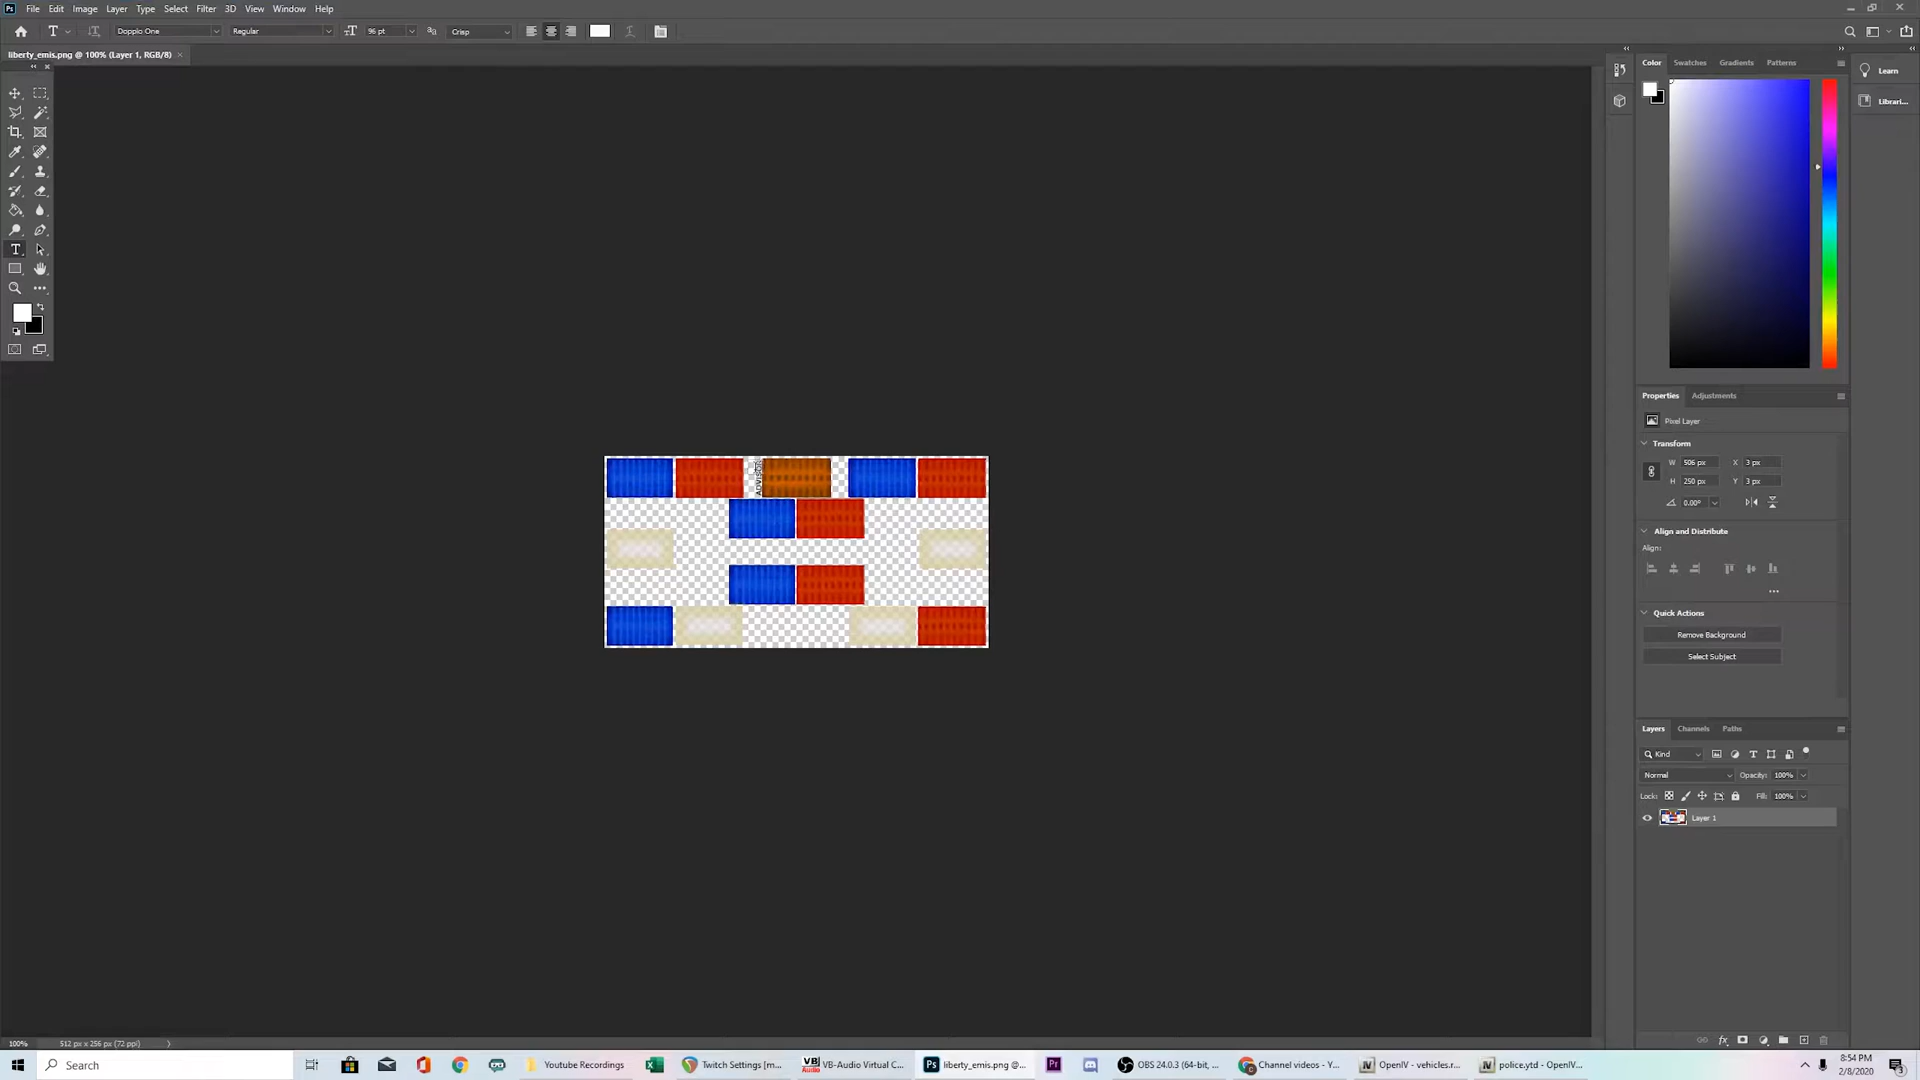 Ps File Edit Image Layer Type Select Filter 3D View Window Help
T Doppio One Regular 96 pt Crisp
liberty_emis.png @ 100% (Layer 1, RGB/8) ×
Color Swatches Gradients Patterns
Learn
Librari...
ADVISOR
Properties Adjustments
Pixel Layer
Transform
W 506 px X 3 px
H 250 px Y 3 px
0.00°
Align and Distribute
Align:
Quick Actions
Remove Background
Select Subject
Layers Channels Paths
Kind
Normal Opacity: 100%
Lock: Fill: 100%
Layer 1
100% 512 px x 256 px (72 ppi)
Search Youtube Recordings Twitch Settings [m... VB-Audio Virtual C... liberty_emis.png @... OBS 24.0.3 (64-bit, ... Channel videos - Y... OpenIV - vehicles.r... police.ytd - OpenIV... 8:54 PM
2/8/2020